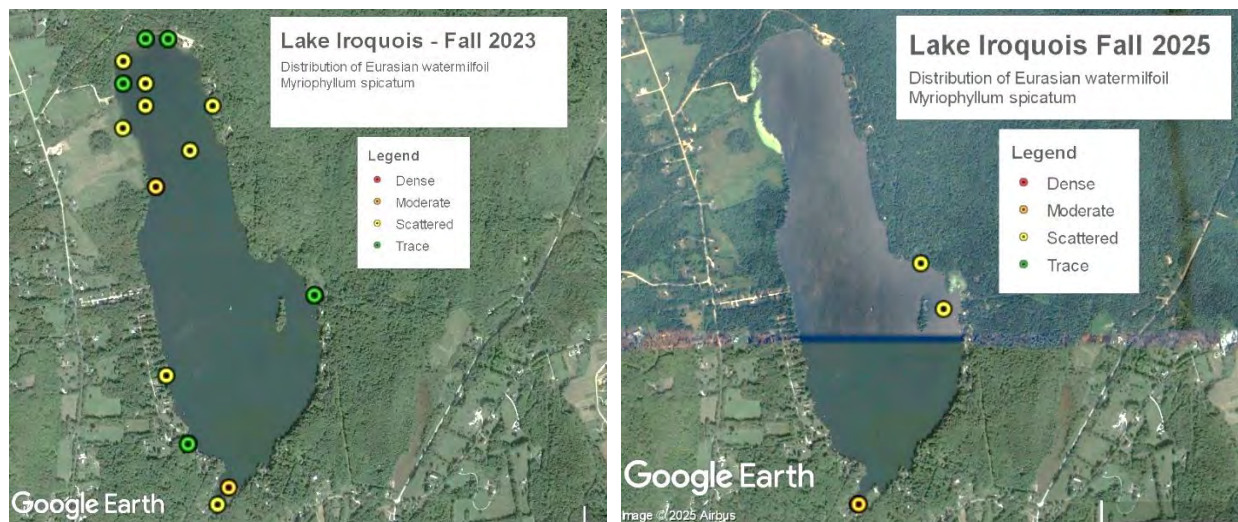 Lake Iroquois - Fall 2023
Distribution of Eurasian watermilfoil
Myriophyllum spicatum
Legend
Dense
Moderate
Scattered
Trace
Google Earth
Lake Iroquois Fall 2025
Distribution of Eurasian watermilfoil
Myriophyllum spicatum
Legend
Dense
Moderate
Scattered
Trace
Google Earth
Image © 2025 Airbus